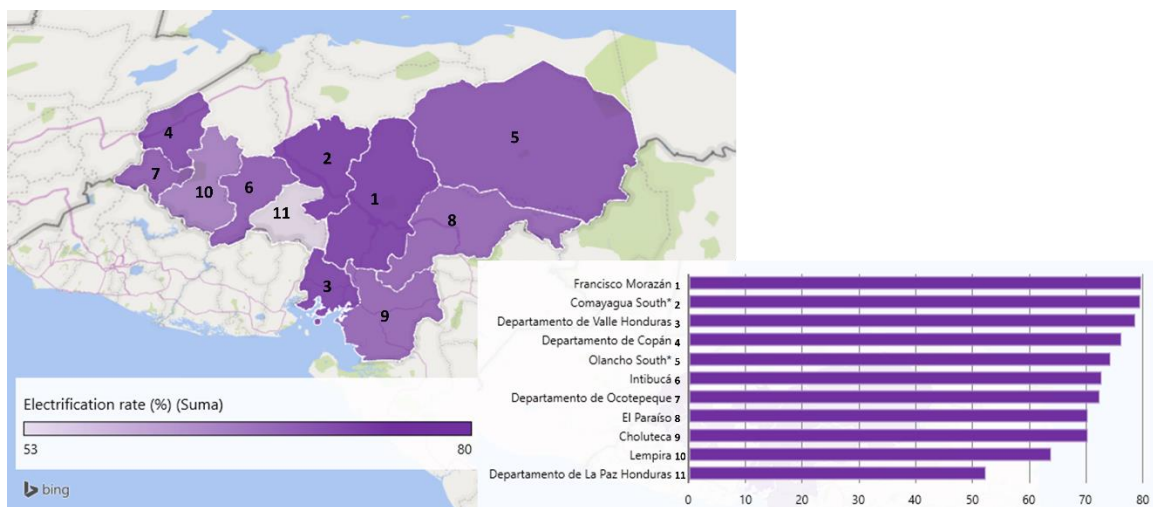 4
5
2
7
6
10
1
11
8
3
9
Electrification rate (%) (Suma)
53 80
bing
Francisco Morazán 1
Comayagua South* 2
Departamento de Valle Honduras 3
Departamento de Copán 4
Olancho South* 5
Intibucá 6
Departamento de Ocotepeque 7
El Paraíso 8
Choluteca 9
Lempira 10
Departamento de La Paz Honduras 11
0 10 20 30 40 50 60 70 80